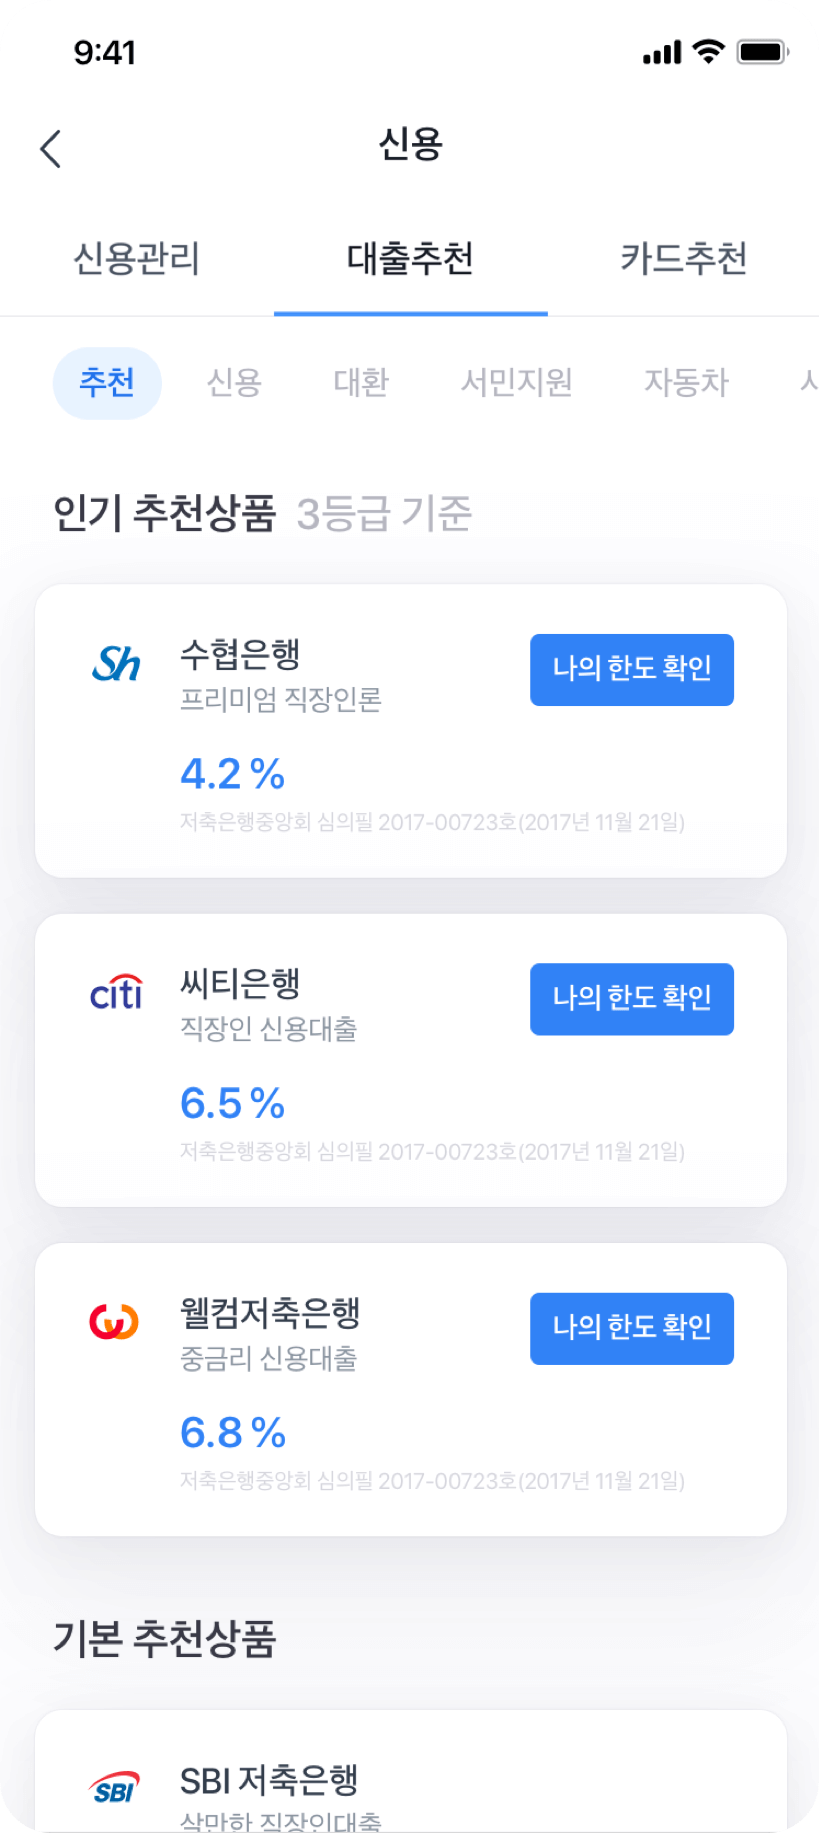 9:41
신용
신용관리 대출추천 카드추천
추천 신용 대환 서민지원 자동차
인기 추천상품 3등급 기준
Sh 수협은행 나의 한도 확인
프리미엄 직장인론
4.2 %
저축은행중앙회 심의필 2017-00723호(2017년 11월 21일)
citi 씨티은행 나의 한도 확인
직장인 신용대출
6.5 %
저축은행중앙회 심의필 2017-00723호(2017년 11월 21일)
웰컴저축은행 나의 한도 확인
중금리 신용대출
6.8 %
저축은행중앙회 심의필 2017-00723호(2017년 11월 21일)
기본 추천상품
SBI SBI 저축은행
살만한 직장인대출